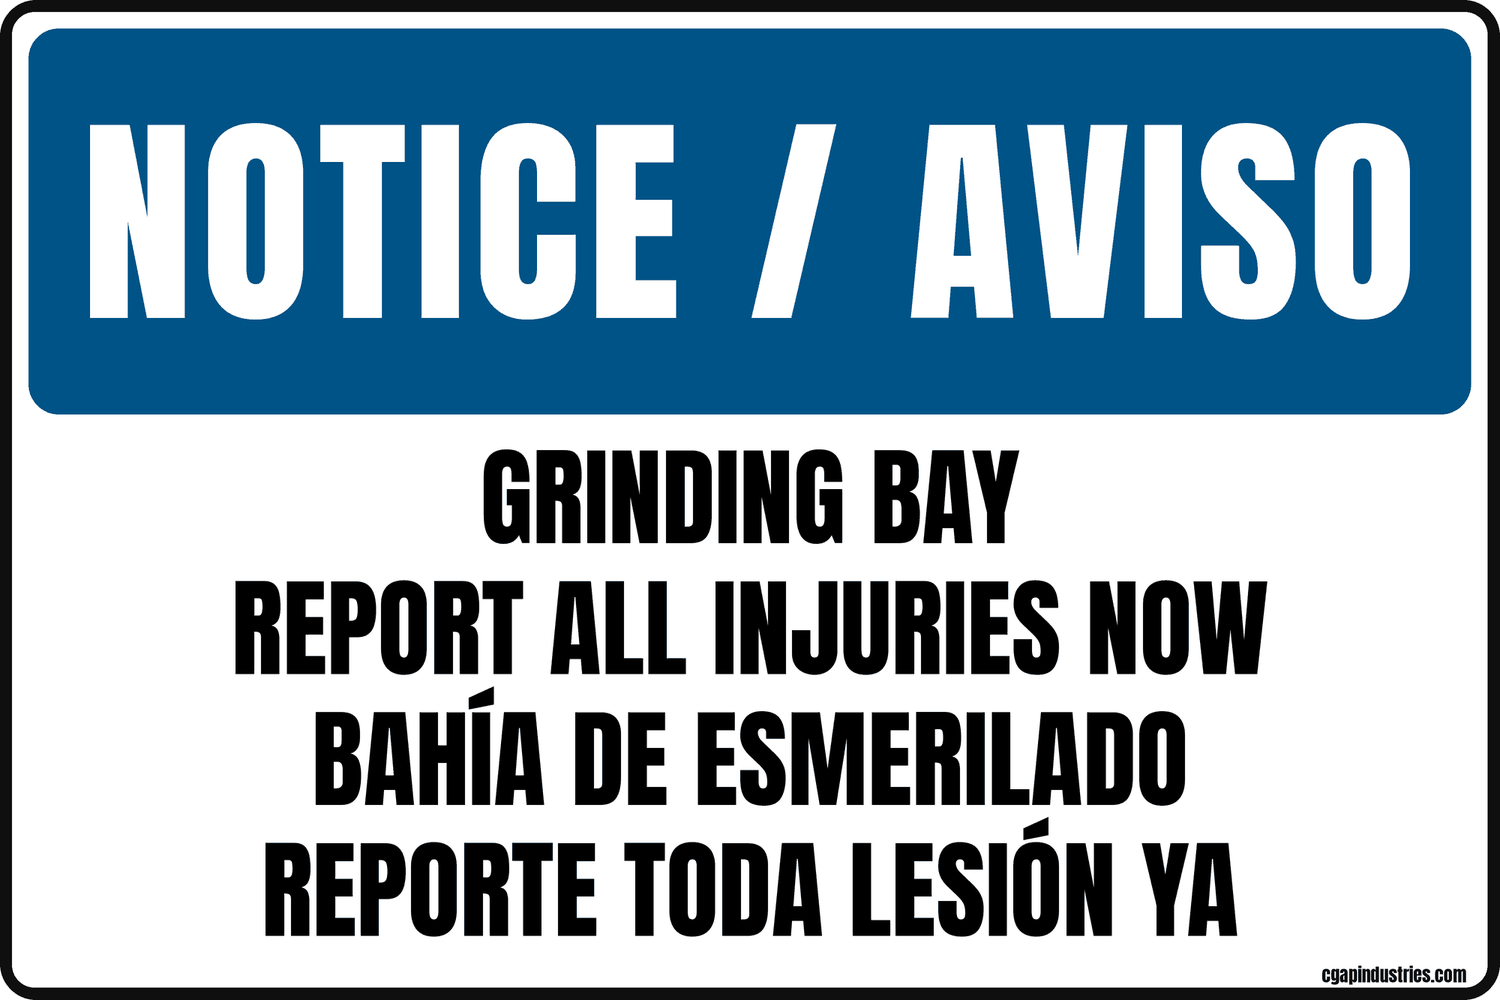 NOTICE / AVISO
GRINDING BAY
REPORT ALL INJURIES NOW
BAHÍA DE ESMERILADO
REPORTE TODA LESIÓN YA
cgapindustries.com